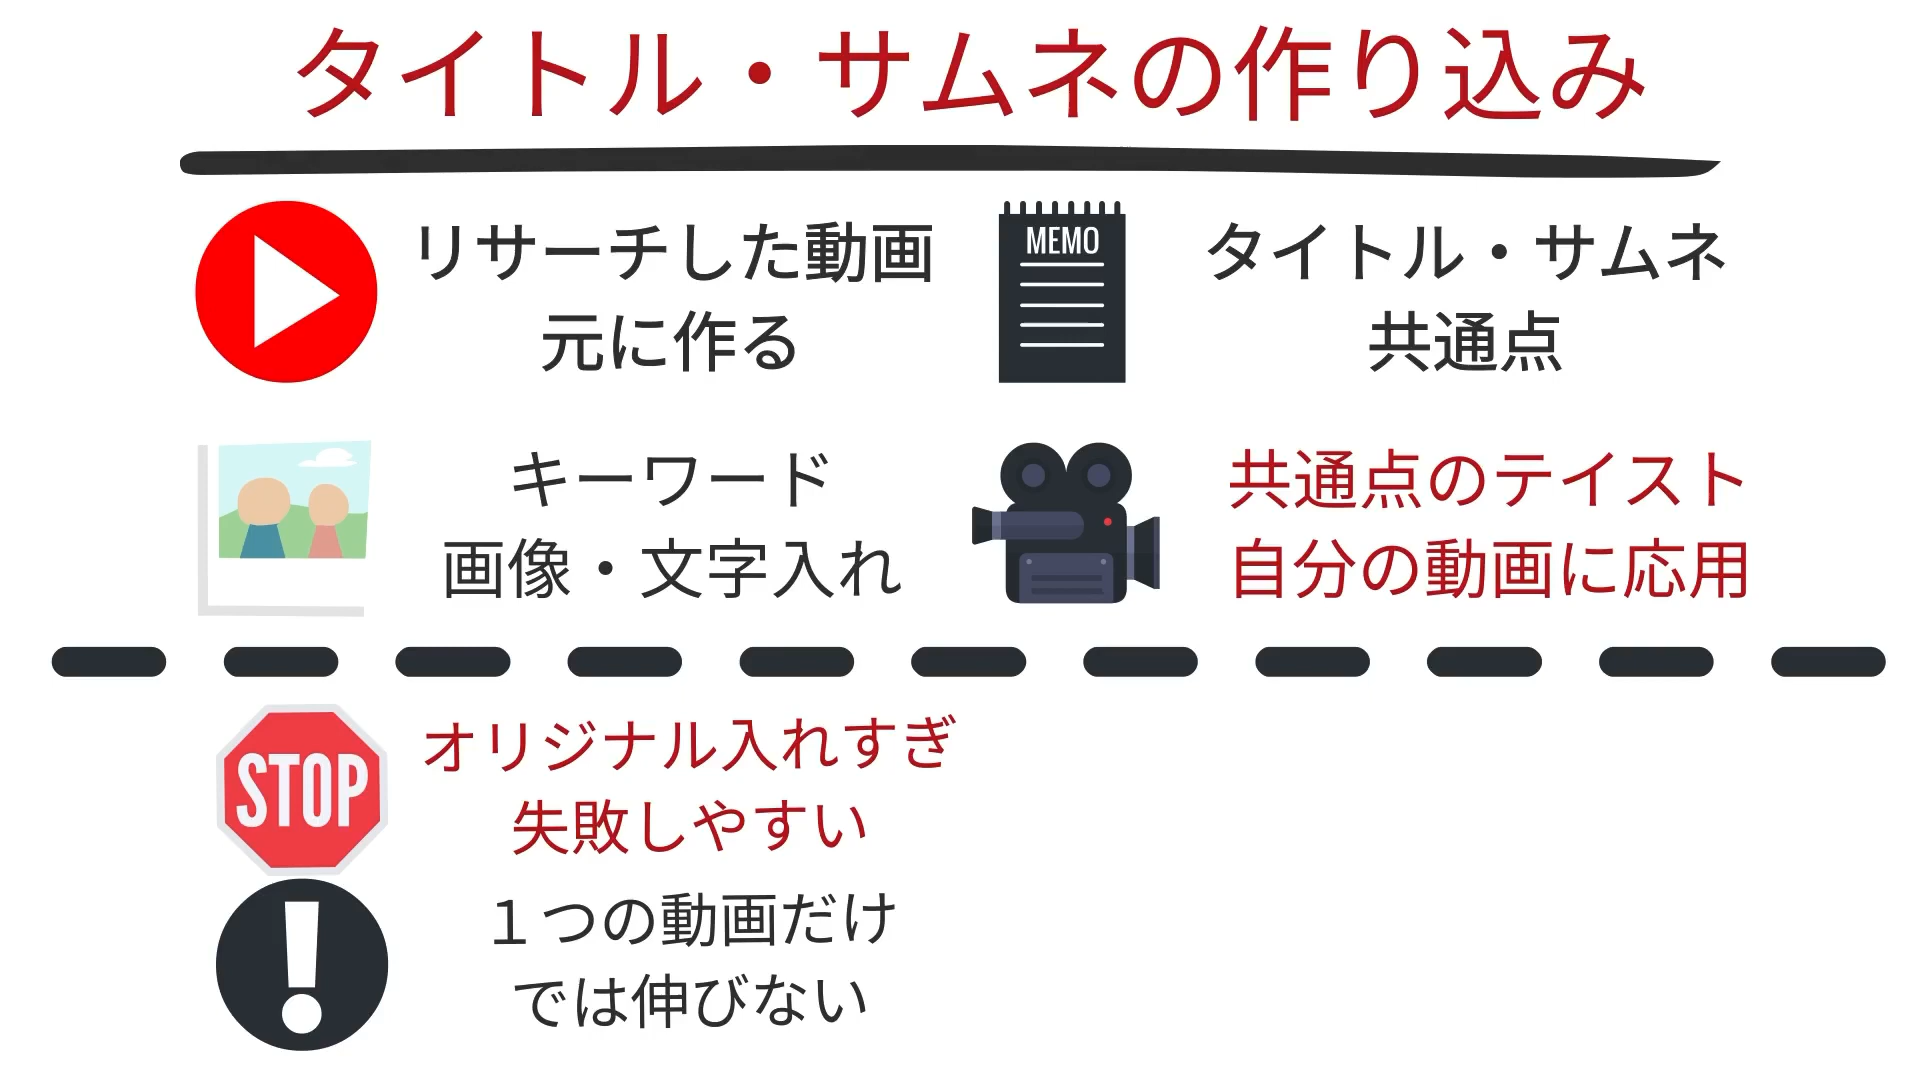 タイトル・サムネの作り込み
リサーチした動画
元に作る
MEMO
タイトル・サムネ
共通点
キーワード
画像・文字入れ
共通点のテイスト
自分の動画に応用
STOP
オリジナル入れすぎ
失敗しやすい
１つの動画だけ
では伸びない